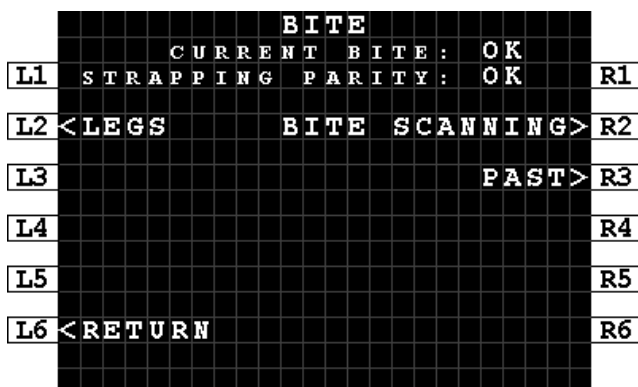 BITE
CURRENT BITE: OK
L1 STRAPPING PARITY: OK R1
L2 <LEGS BITE SCANNING> R2
L3 PAST> R3
L4 R4
L5 R5
L6 <RETURN R6